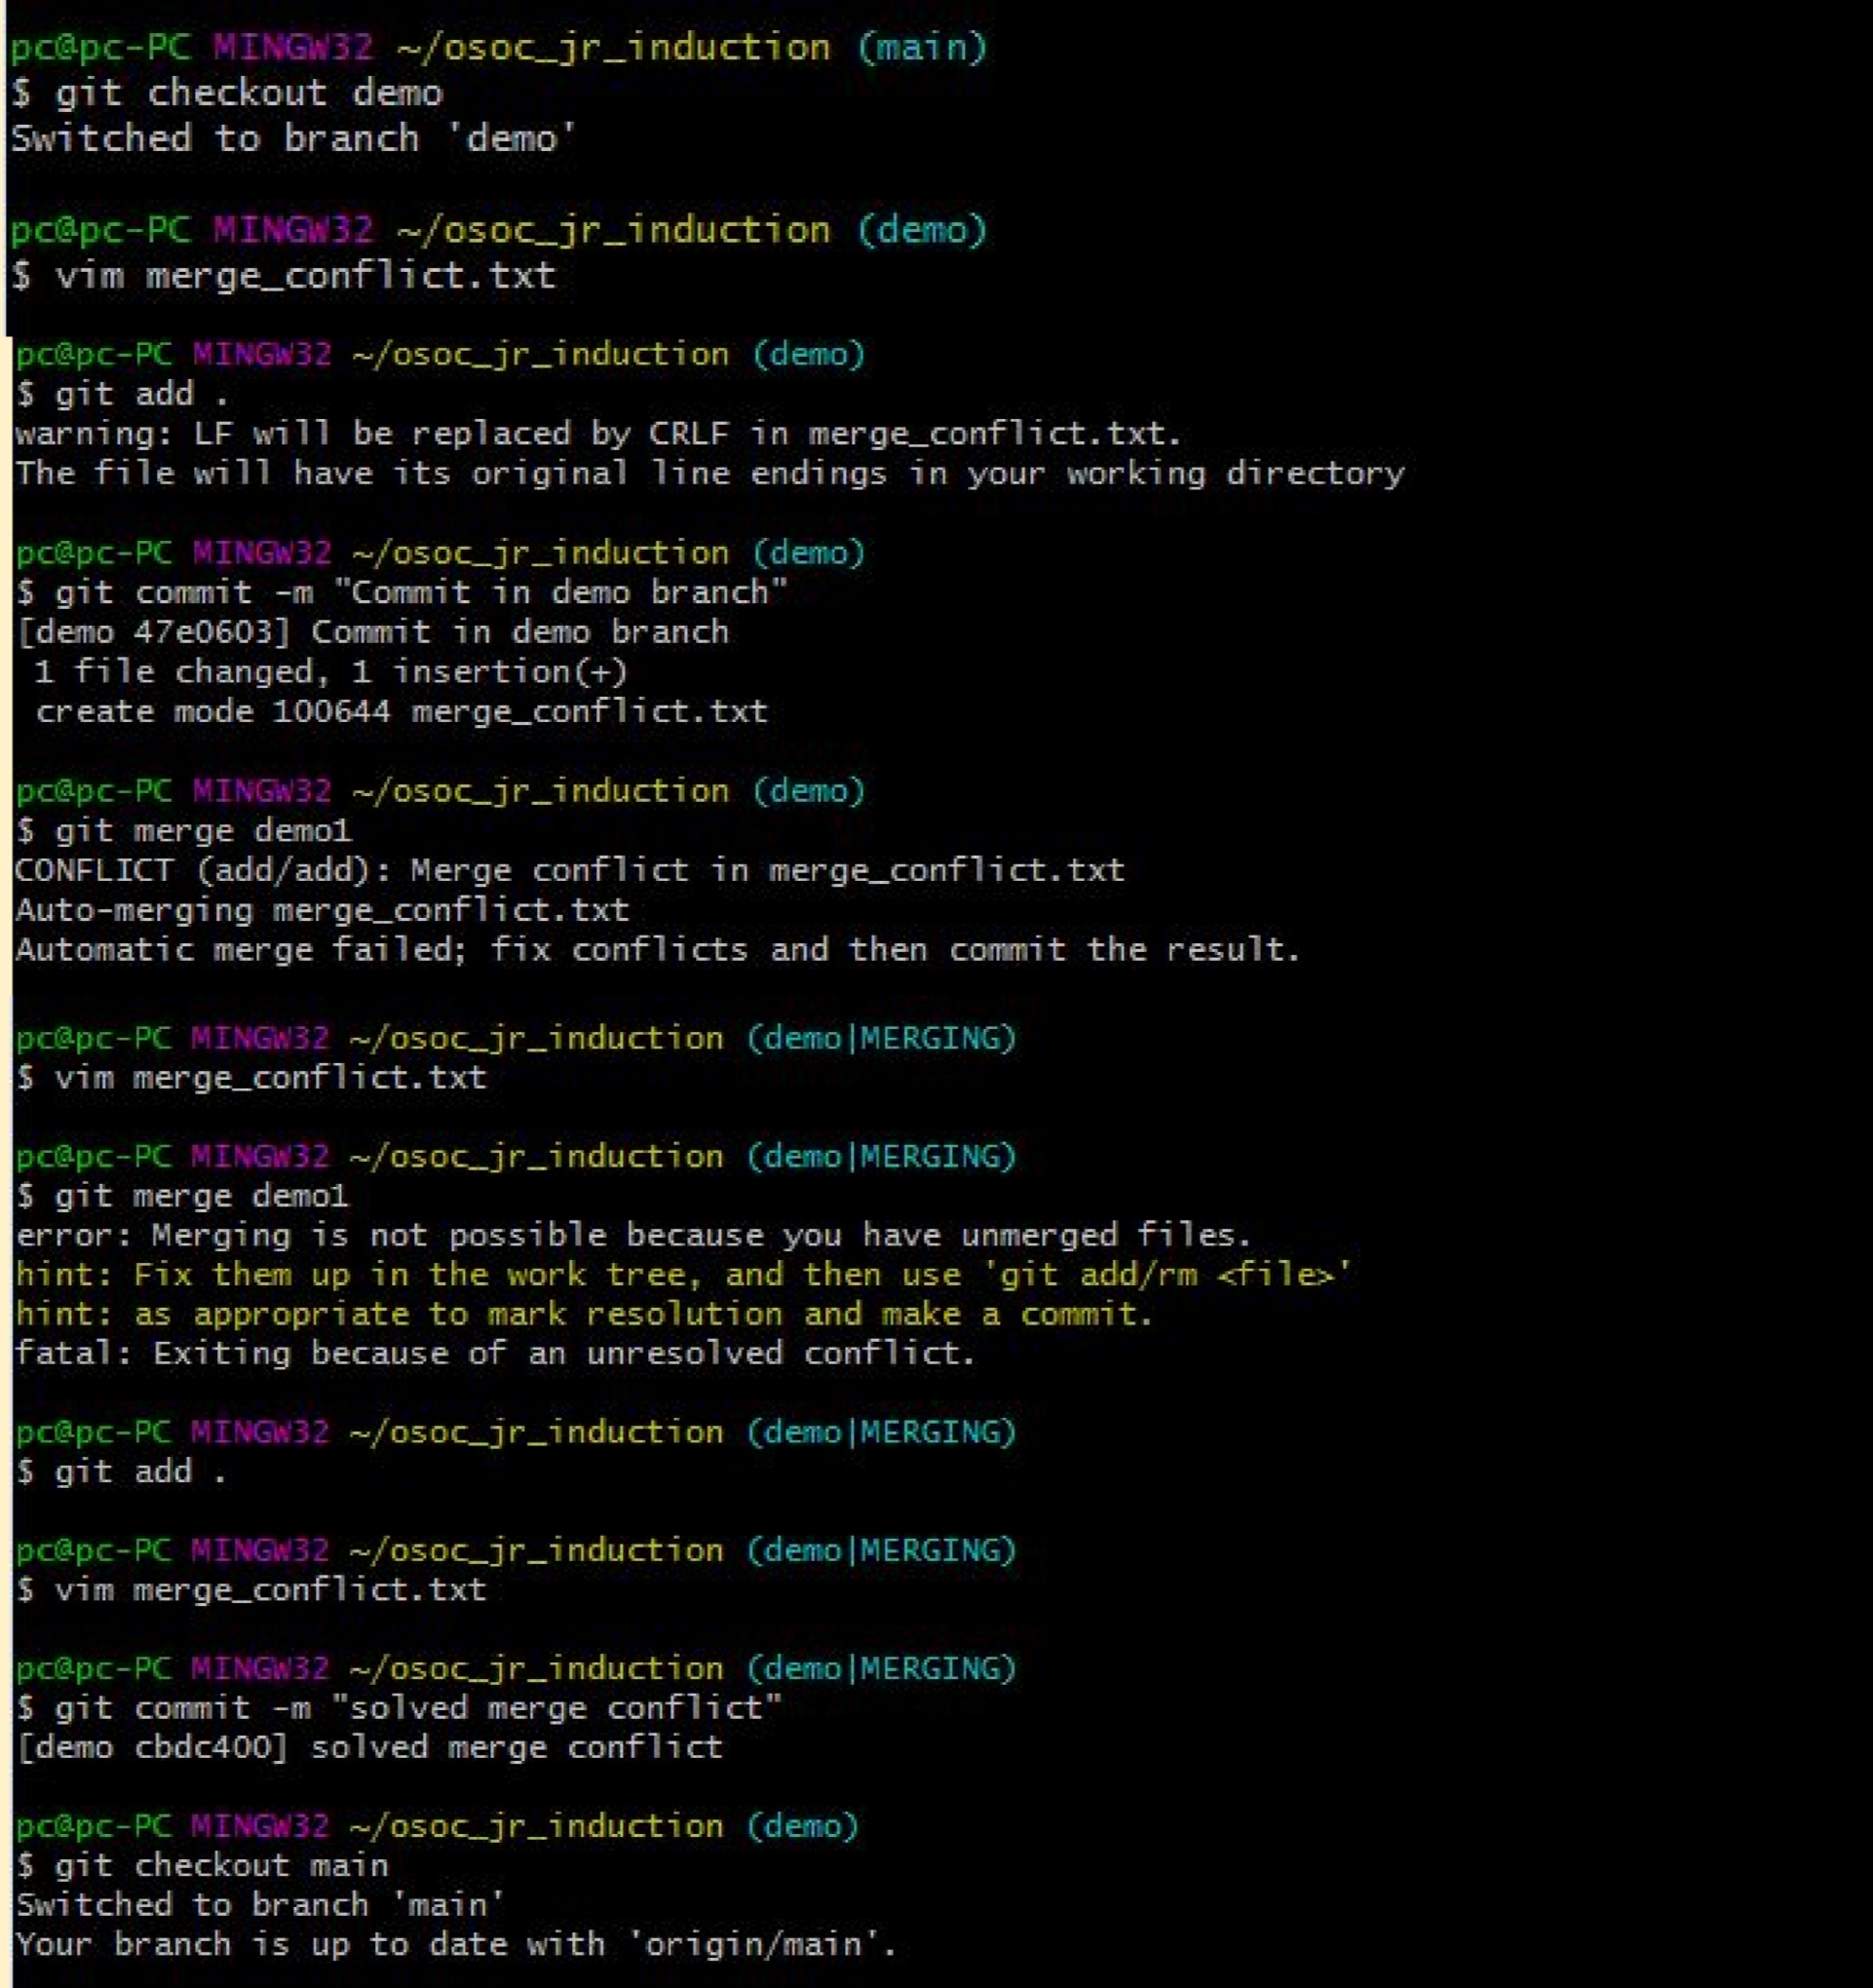 pc@pc-PC MINGW32 ~/osoc_jr_induction (main)
$ git checkout demo
Switched to branch 'demo'
pc@pc-PC MINGW32 ~/osoc_jr_induction (demo)
$ vim merge_conflict.txt
pc@pc-PC MINGW32 ~/osoc_jr_induction (demo)
$ git add .
warning: LF will be replaced by CRLF in merge_conflict.txt.
The file will have its original line endings in your working directory
pc@pc-PC MINGW32 ~/osoc_jr_induction (demo)
$ git commit -m "Commit in demo branch"
[demo 47e0603] Commit in demo branch
 1 file changed, 1 insertion(+)
 create mode 100644 merge_conflict.txt
pc@pc-PC MINGW32 ~/osoc_jr_induction (demo)
$ git merge demo1
CONFLICT (add/add): Merge conflict in merge_conflict.txt
Auto-merging merge_conflict.txt
Automatic merge failed; fix conflicts and then commit the result.
pc@pc-PC MINGW32 ~/osoc_jr_induction (demo|MERGING)
$ vim merge_conflict.txt
pc@pc-PC MINGW32 ~/osoc_jr_induction (demo|MERGING)
$ git merge demo1
error: Merging is not possible because you have unmerged files.
hint: Fix them up in the work tree, and then use 'git add/rm <file>'
hint: as appropriate to mark resolution and make a commit.
fatal: Exiting because of an unresolved conflict.
pc@pc-PC MINGW32 ~/osoc_jr_induction (demo|MERGING)
$ git add .
pc@pc-PC MINGW32 ~/osoc_jr_induction (demo|MERGING)
$ vim merge_conflict.txt
pc@pc-PC MINGW32 ~/osoc_jr_induction (demo|MERGING)
$ git commit -m "solved merge conflict"
[demo cbdc400] solved merge conflict
pc@pc-PC MINGW32 ~/osoc_jr_induction (demo)
$ git checkout main
Switched to branch 'main'
Your branch is up to date with 'origin/main'.